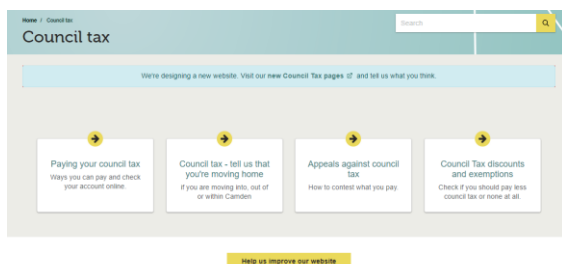 Home / Council tax
Council tax
Search
We're designing a new website. Visit our new Council Tax pages and tell us what you think.
Paying your council tax
Ways you can pay and check
your account online.
Council tax - tell us that
you're moving home
If you are moving into, out of
or within Camden
Appeals against council
tax
How to contest what you pay.
Council Tax discounts
and exemptions
Check if you should pay less
council tax or none at all.
Help us improve our website